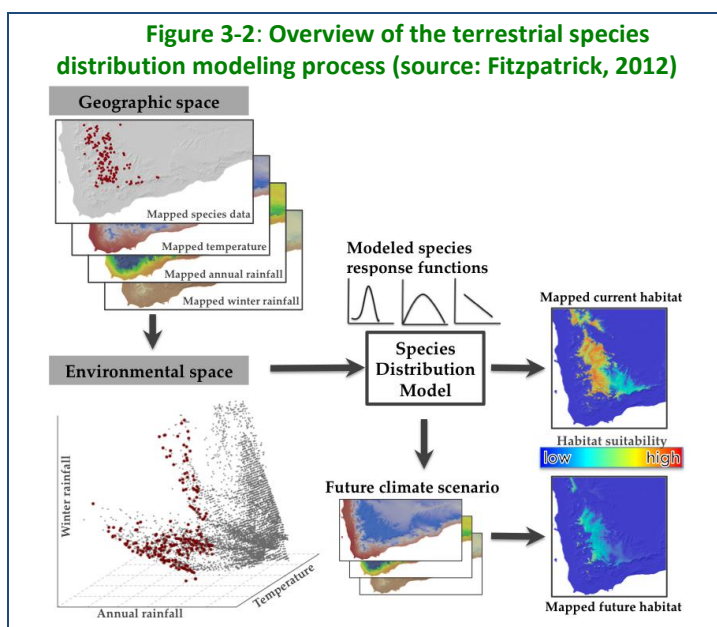 Figure 3-2: Overview of the terrestrial species
distribution modeling process (source: Fitzpatrick, 2012)
Geographic space
Mapped species data
Mapped temperature
Mapped annual rainfall
Mapped winter rainfall
Environmental space
Winter rainfall
Annual rainfall
Temperature
Modeled species
response functions
Species
Distribution
Model
Future climate scenario
Mapped current habitat
Habitat suitability
low
high
Mapped future habitat